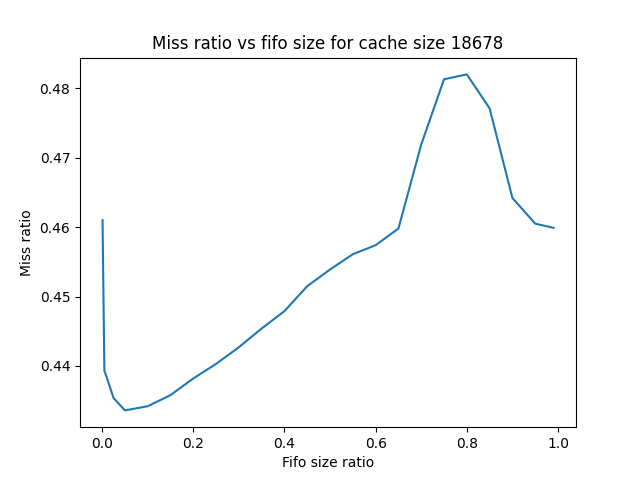 Miss ratio vs fifo size for cache size 18678
0.48
0.47
0.46
0.45
0.44
Miss ratio
0.0 0.2 0.4 0.6 0.8 1.0
Fifo size ratio